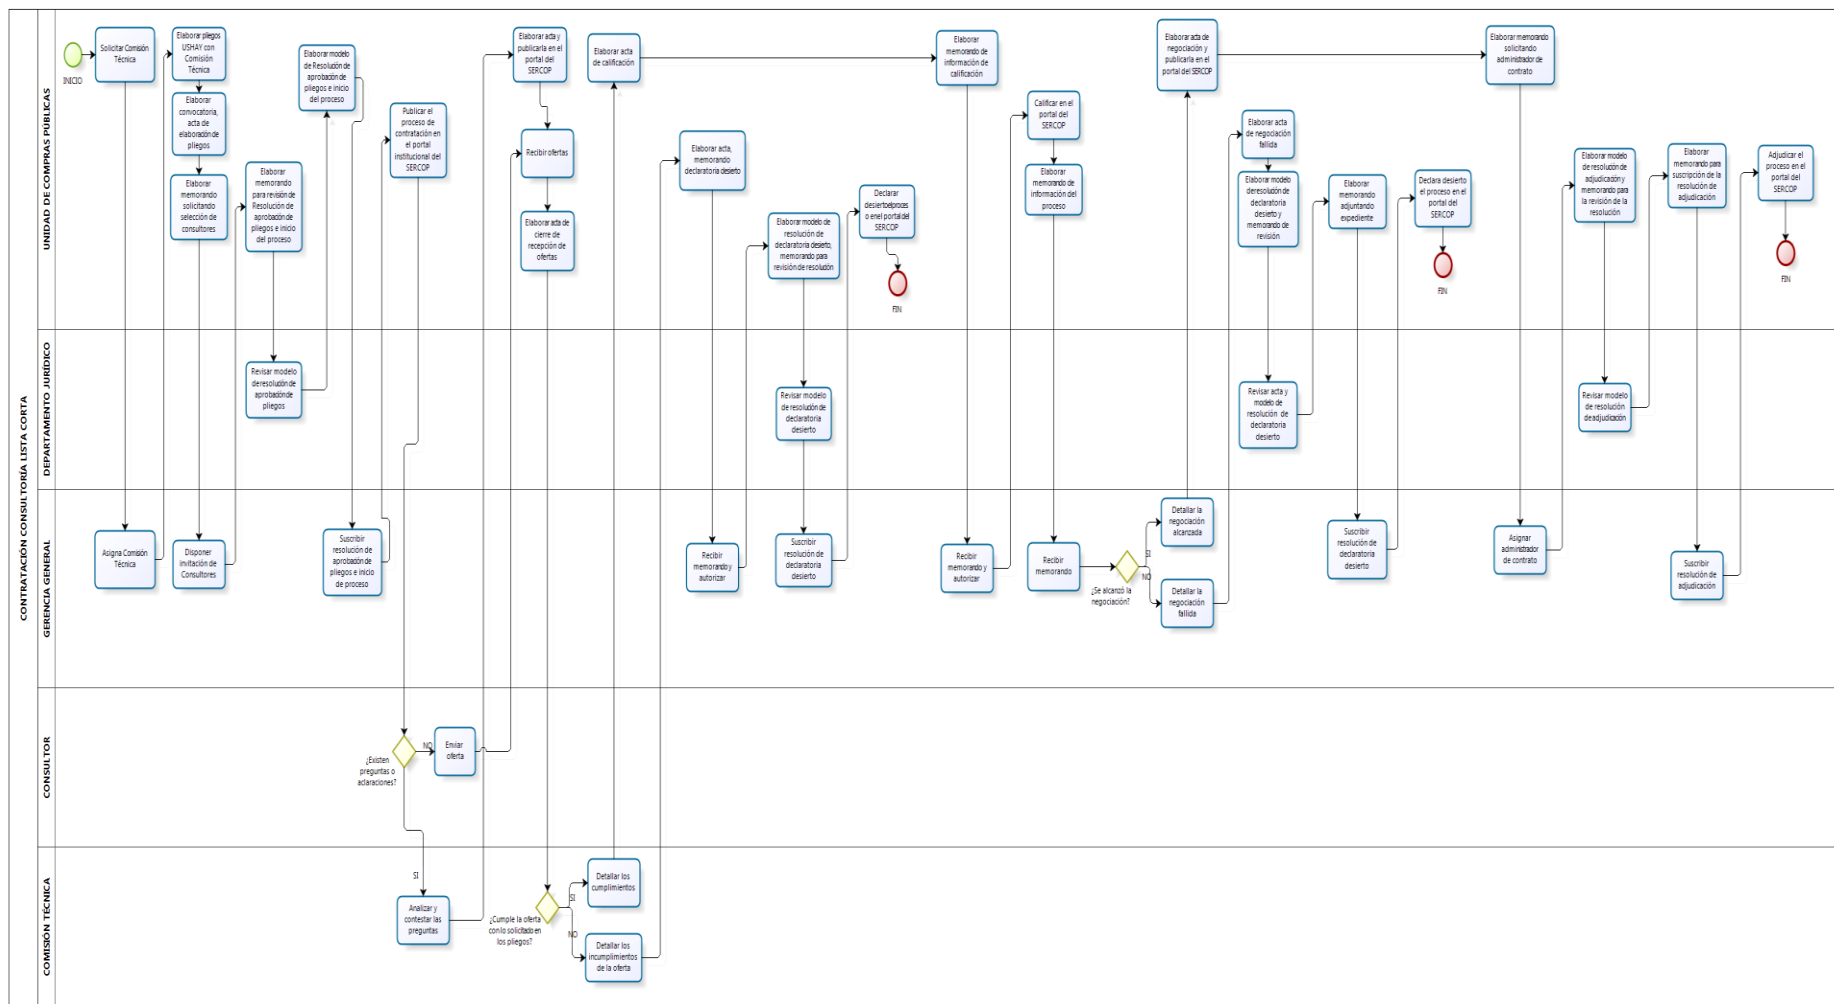 CONTRATACIÓN CONSULTORÍA LISTA CORTA
UNIDAD DE COMPRAS PÚBLICAS
INICIO
Solicitar Comisión
Técnica
Elaborar pliegos
USHAY con
Comisión
Técnica
Elaborar
convocatoria,
acta de
elaboración de
pliegos
Elaborar
memorando
solicitando
selección de
consultores
Elaborar
memorando
para revisión de
Resolución de
aprobación de
pliegos e inicio
del proceso
Elaborar modelo
de Resolución de
aprobación de
pliegos e inicio
del proceso
Publicar el
proceso de
contratación en
el portal
institucional del
SERCOP
Elaborar acta y
publicarla en el
portal del
SERCOP
Recibir ofertas
Elaborar acta de
cierre de
recepción de
ofertas
Elaborar acta
de calificación
Elaborar acta,
memorando
declaratoria desierto
Elaborar modelo de
resolución de
declaratoria desierto,
memorando para
revisión de resolución
Declarar
desierto el proces
o en el portal del
SERCOP
FIN
Elaborar
memorando de
información de
calificación
Calificar en el
portal del
SERCOP
Elaborar
memorando de
información del
proceso
Elaborar acta de
negociación y
publicarla en el
portal del SERCOP
Elaborar acta
de negociación
fallida
Elaborar modelo
de resolución de
declaratoria
desierto y
memorando de
revisión
Elaborar
memorando
adjuntando
expediente
Declara desierto
el proceso en el
portal del
SERCOP
FIN
Elaborar memorando
solicitando
administrador de
contrato
Elaborar modelo
de resolución de
adjudicación y
memorando para
la revisión de la
resolución
Elaborar
memorando para
suscripción de la
resolución de
adjudicación
Adjudicar el
proceso en el
portal del
SERCOP
FIN
DEPARTAMENTO JURÍDICO
Revisar modelo
de resolución de
aprobación de
pliegos
Revisar modelo
de resolución de
declaratoria
desierto
Revisar acta y
modelo de
resolución de
declaratoria
desierto
Revisar modelo
de resolución
de adjudicación
GERENCIA GENERAL
Asigna Comisión
Técnica
Disponer
invitación de
Consultores
Suscribir
resolución de
aprobación de
pliegos e inicio
de proceso
Recibir
memorando y
autorizar
Suscribir
resolución de
declaratoria
desierto
Recibir
memorando y
autorizar
Recibir
memorando
¿Se alcanzó la
negociación?
SI
NO
Detallar la
negociación
alcanzada
Detallar la
negociación
fallida
Suscribir
resolución de
declaratoria
desierto
Asignar
administrador
de contrato
Suscribir
resolución de
adjudicación
CONSULTOR
¿Existen
preguntas o
aclaraciones?
NO
Enviar
oferta
COMISIÓN TÉCNICA
SI
Analizar y
contestar las
preguntas
¿Cumple la oferta
con lo solicitado en
los pliegos?
SI
NO
Detallar los
cumplimientos
Detallar los
incumplimientos
de la oferta